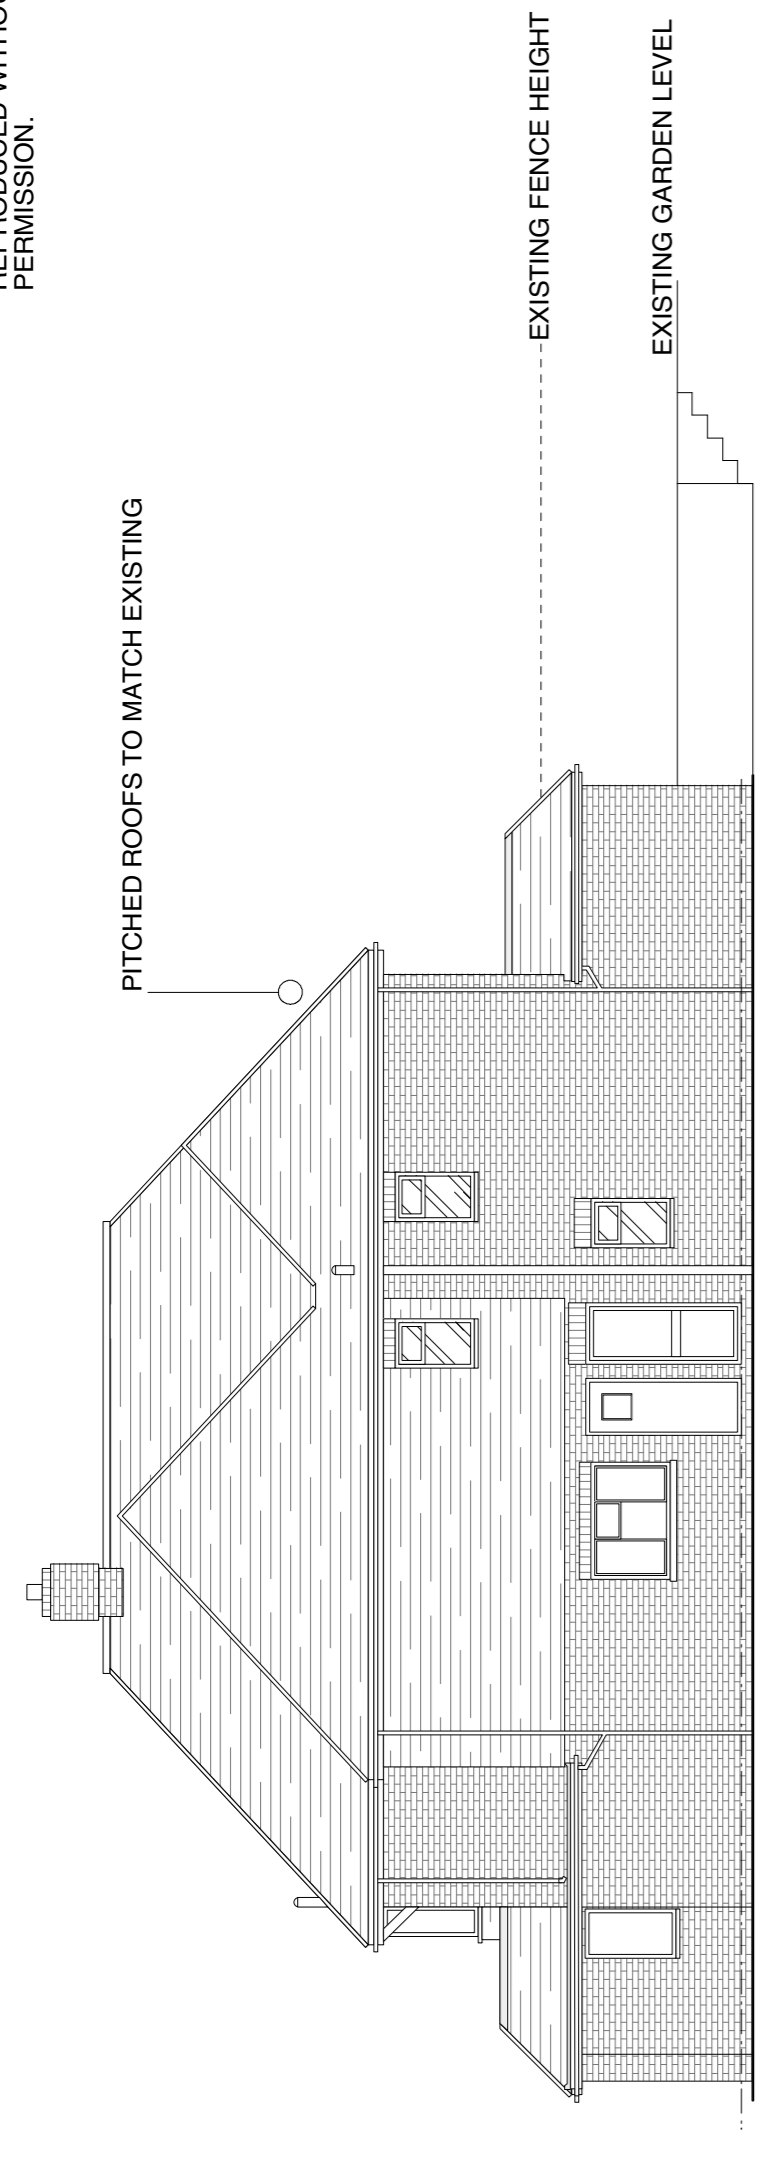 PERMISSION.
PITCHED ROOFS TO MATCH EXISTING
EXISTING FENCE HEIGHT
EXISTING GARDEN LEVEL